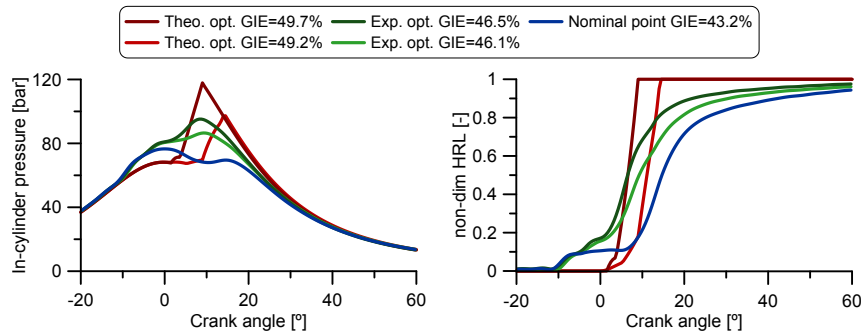 Theo. opt. GIE=49.7% Exp. opt. GIE=46.5% Nominal point GIE=43.2%
Theo. opt. GIE=49.2% Exp. opt. GIE=46.1%
In-cylinder pressure [bar]
120
80
40
0
-20 0 20 40 60
Crank angle [º]
non-dim HRL [-]
1
0.8
0.6
0.4
0.2
0
-20 0 20 40 60
Crank angle [º]